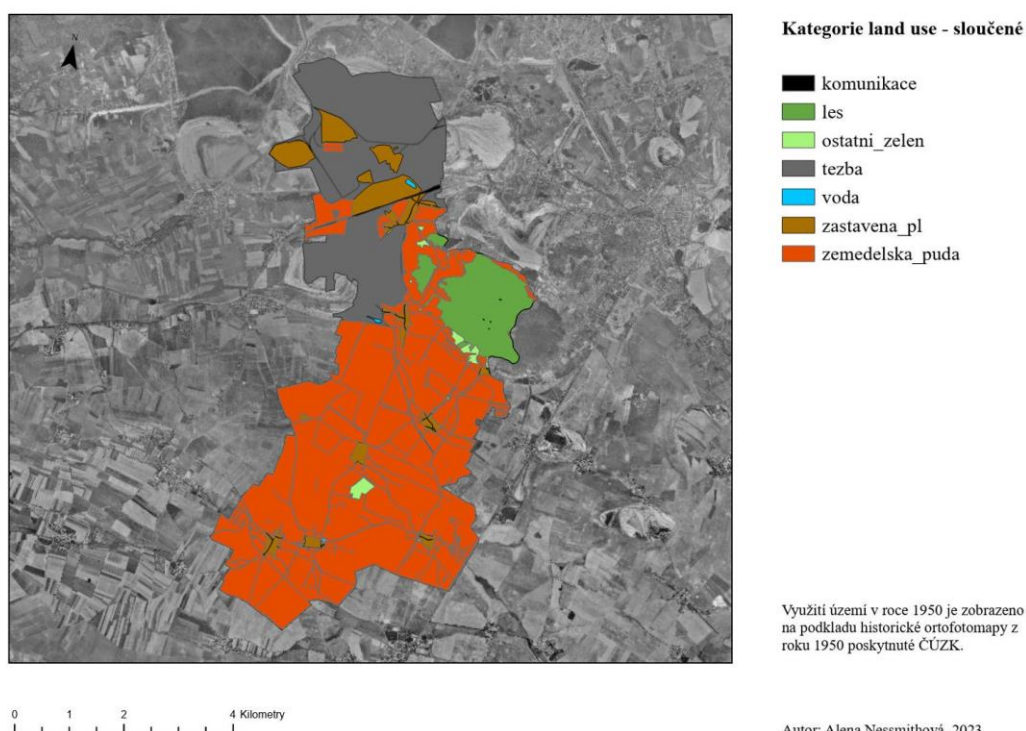 N
Kategorie land use - sloučené
komunikace
les
ostatni_zelen
tezba
voda
zastavena_pl
zemedelska_puda
Využití území v roce 1950 je zobrazeno
na podkladu historické ortofotomapy z
roku 1950 poskytnuté ČÚZK.
0 1 2 4 Kilometry
Autor: Alena Nessmithová, 2023